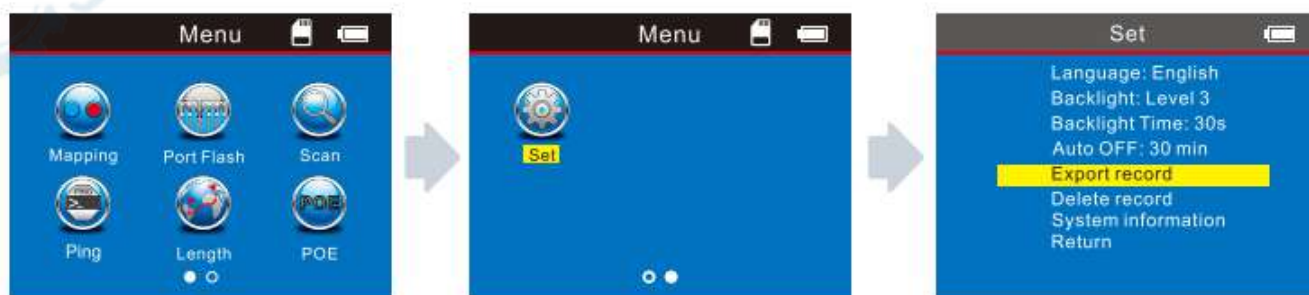 Menu
Mapping Port Flash Scan
Ping Length POE
Menu
Set
Set
Language: English
Backlight: Level 3
Backlight Time: 30s
Auto OFF: 30 min
Export record
Delete record
System information
Return